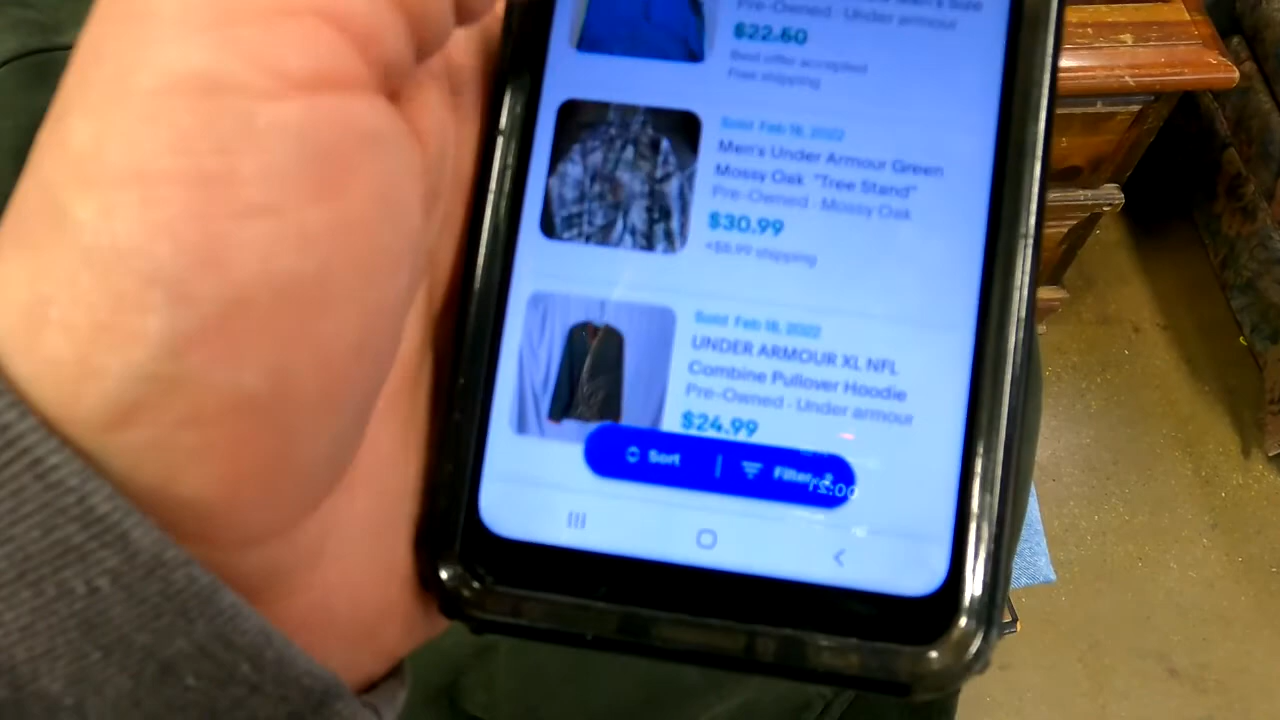 Pre-Owned · Under armour
$22.50
Best offer accepted
Free shipping
Sold Feb 18, 2022
Men's Under Armour Green
Mossy Oak "Tree Stand"
Pre-Owned · Mossy Oak
$30.99
shipping
Sold Feb 18, 2022
UNDER ARMOUR XL NFL
Combine Pullover Hoodie
Pre-Owned · Under armour
$24.99
Sort
Filter